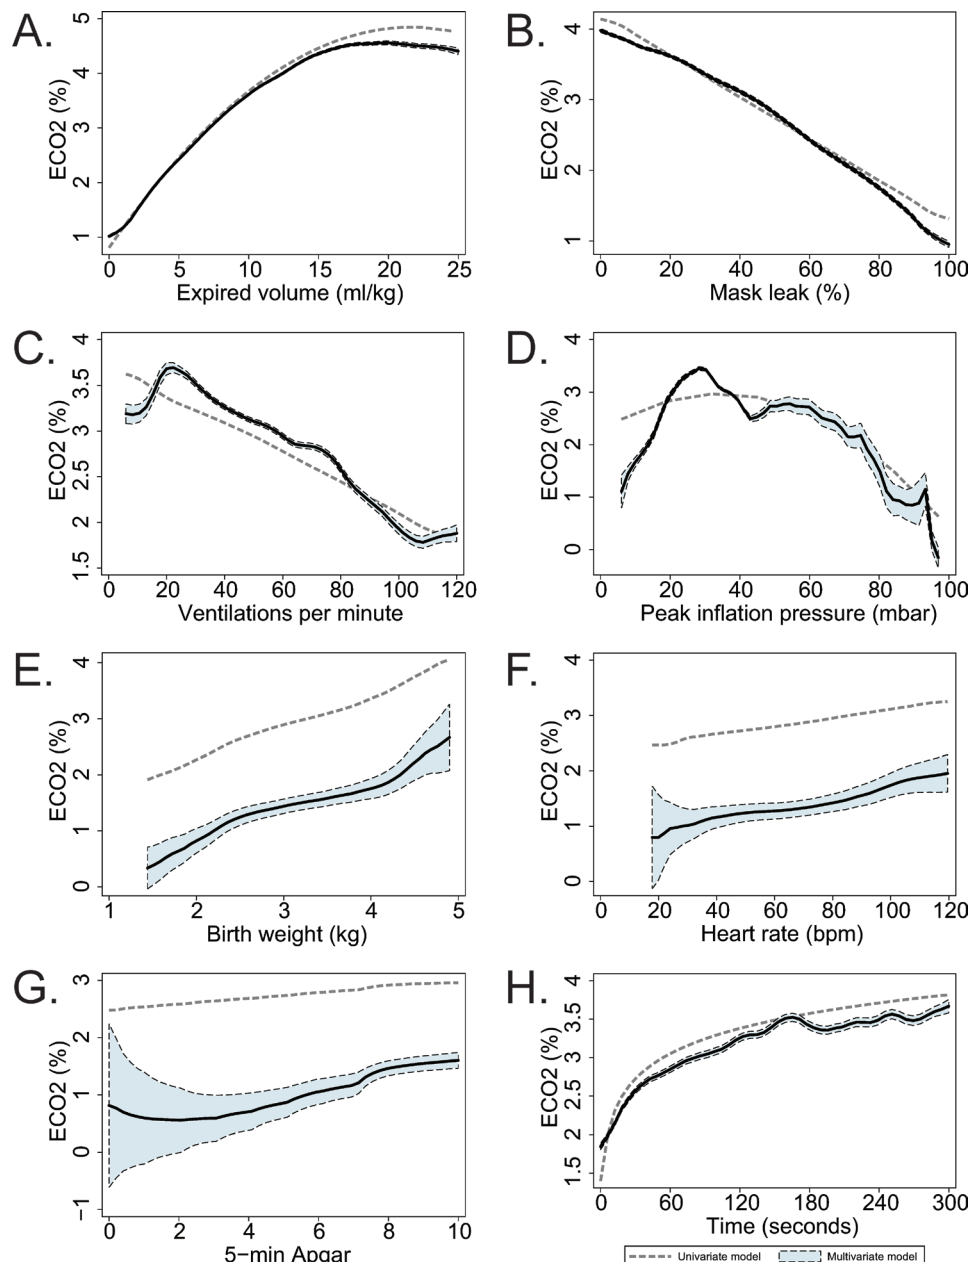 A.
ECO2 (%)
5
4
3
2
1
0 5 10 15 20 25
Expired volume (ml/kg)
B.
ECO2 (%)
4
3
2
1
0 20 40 60 80 100
Mask leak (%)
C.
ECO2 (%)
4
3.5
3
2.5
2
1.5
0 20 40 60 80 100 120
Ventilations per minute
D.
ECO2 (%)
4
3
2
1
0
0 20 40 60 80 100
Peak inflation pressure (mbar)
E.
ECO2 (%)
4
3
2
1
0
1 2 3 4 5
Birth weight (kg)
F.
ECO2 (%)
4
3
2
1
0
0 20 40 60 80 100 120
Heart rate (bpm)
G.
ECO2 (%)
3
2
1
0
−1
0 2 4 6 8 10
5−min Apgar
H.
ECO2 (%)
4
3.5
3
2.5
2
1.5
0 60 120 180 240 300
Time (seconds)
Univariate model Multivariate model